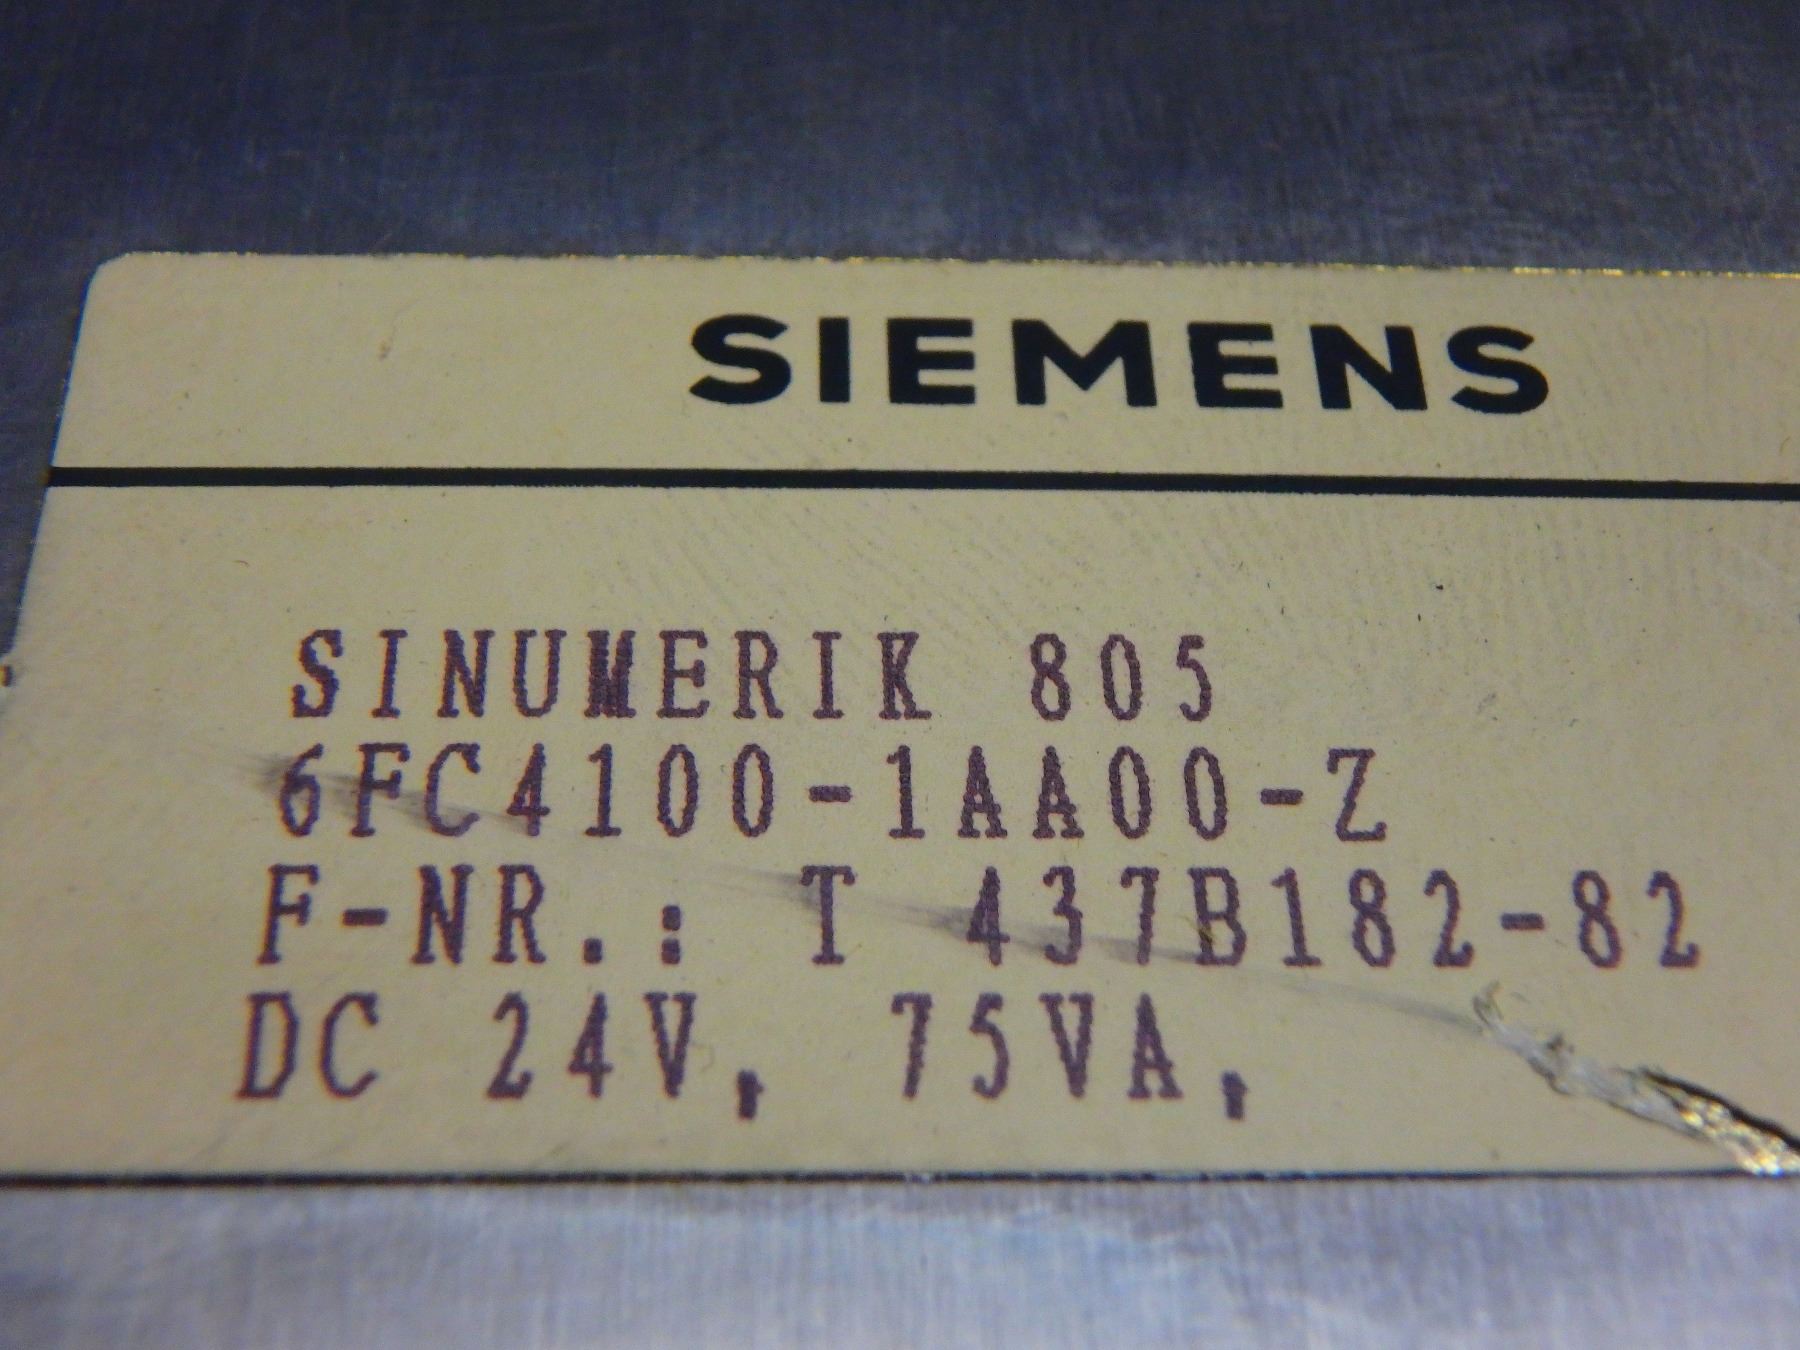 SIEMENS
SINUMERIK 805
6FC4100-1AA00-Z
F-NR.: T 437B182-82
DC 24V, 75VA,